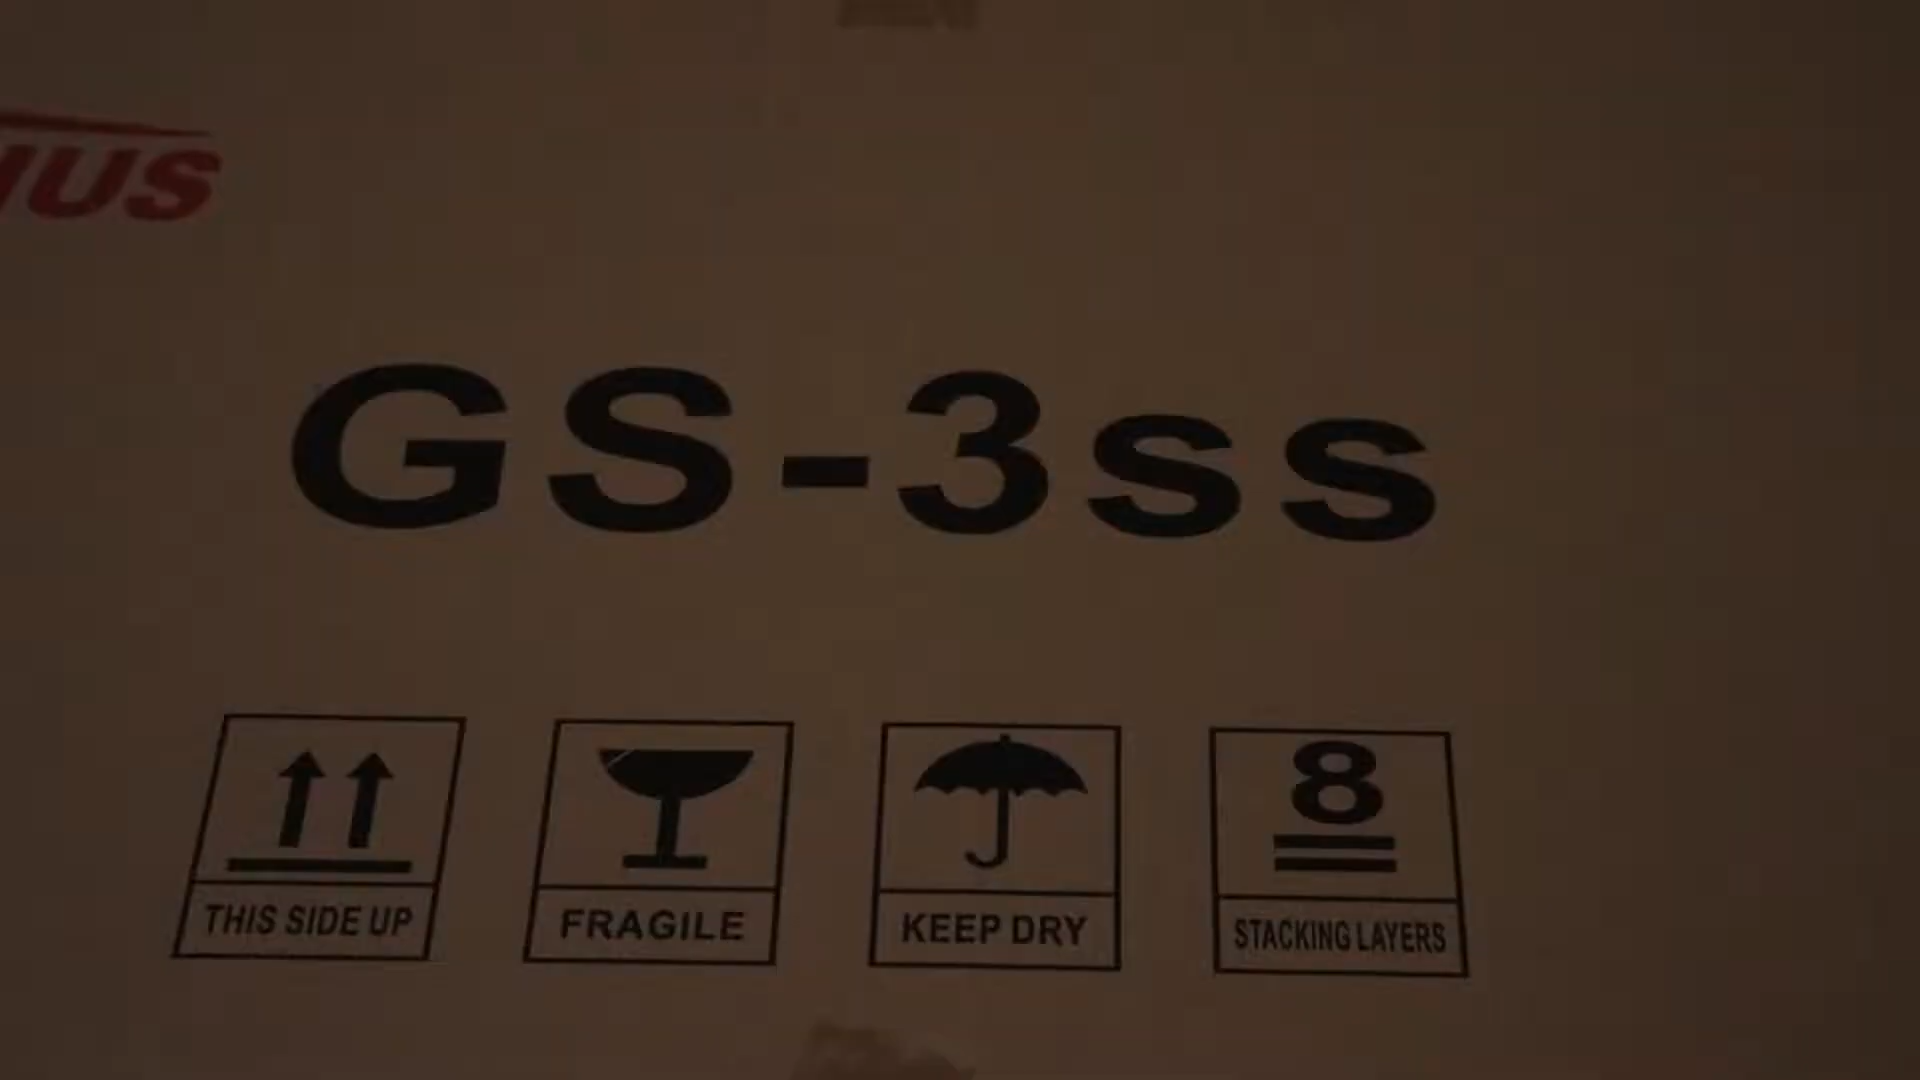 GS-3ss
8
THIS SIDE UP
FRAGILE
KEEP DRY
STACKING LAYERS